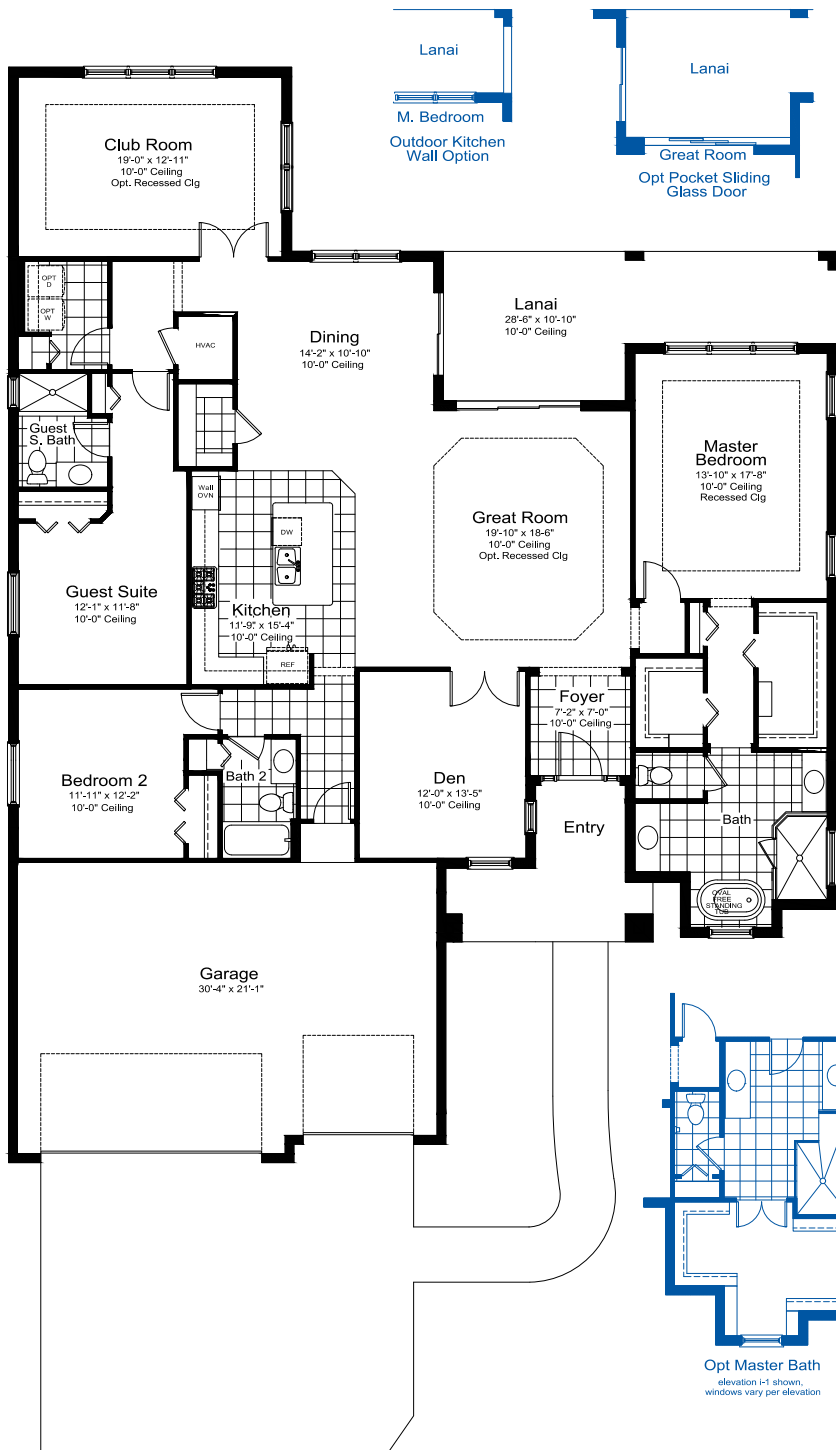 Lanai
M. Bedroom
Outdoor Kitchen
Wall Option
Lanai
Great Room
Opt Pocket Sliding
Glass Door
Club Room
19'-0" x 12'-11"
10'-0" Ceiling
Opt. Recessed Clg
OPT
D
OPT
W
HVAC
Dining
14'-2" x 10'-10"
10'-0" Ceiling
Lanai
28'-6" x 10'-10"
10'-0" Ceiling
Guest
S. Bath
Wall
OVN
DW
Great Room
19'-10" x 18'-6"
10'-0" Ceiling
Opt. Recessed Clg
Master
Bedroom
13'-10" x 17'-8"
10'-0" Ceiling
Recessed Clg
Guest Suite
12'-1" x 11'-8"
10'-0" Ceiling
Kitchen
11'-9" x 15'-4"
10'-0" Ceiling
REF
Foyer
7'-2" x 7'-0"
10'-0" Ceiling
Bedroom 2
11'-11" x 12'-2"
10'-0" Ceiling
Bath 2
Den
12'-0" x 13'-5"
10'-0" Ceiling
Entry
Bath
OVAL
FREE
STANDING
TUB
Garage
30'-4" x 21'-1"
Opt Master Bath
elevation i-1 shown,
windows vary per elevation